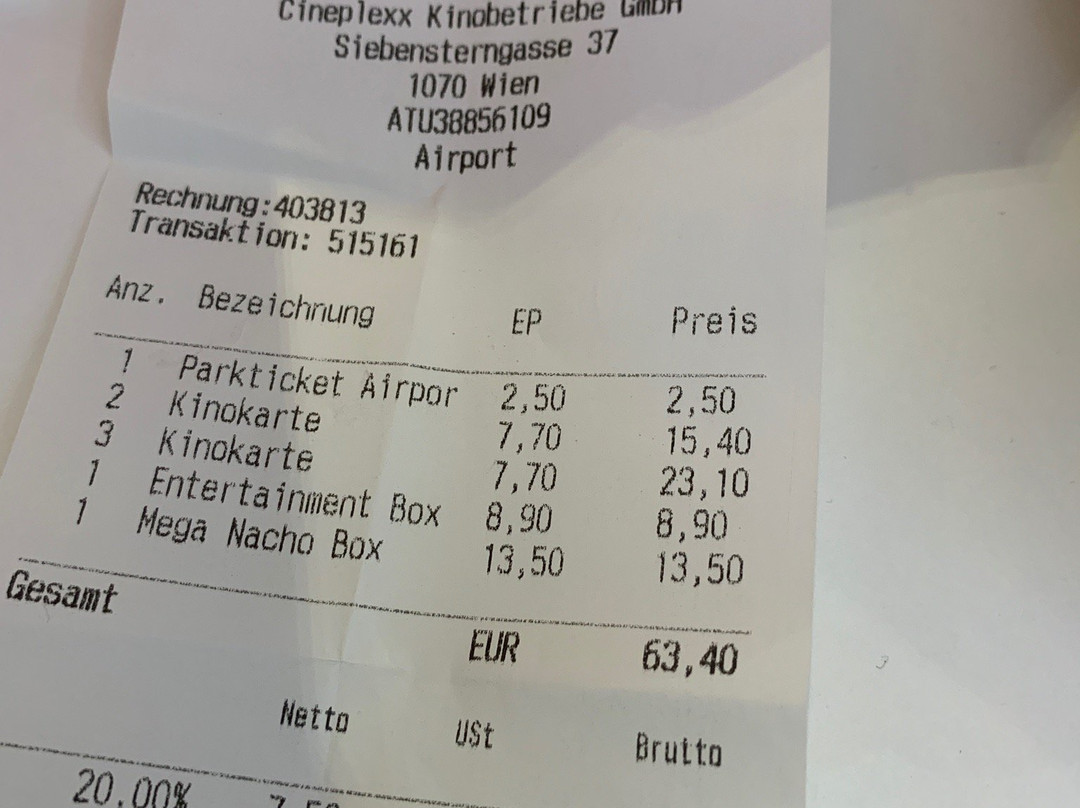 Cineplexx Kinobetriebe GmbH
Siebensterngasse 37
1070 Wien
ATU38856109
Airport
Rechnung:403813
Transaktion: 515161
Anz. Bezeichnung EP Preis
1 Parkticket Airpor 2,50 2,50
2 Kinokarte 7,70 15,40
3 Kinokarte 7,70 23,10
1 Entertainment Box 8,90 8,90
1 Mega Nacho Box 13,50 13,50
Gesamt EUR 63,40
Netto USt Brutto
20.00%